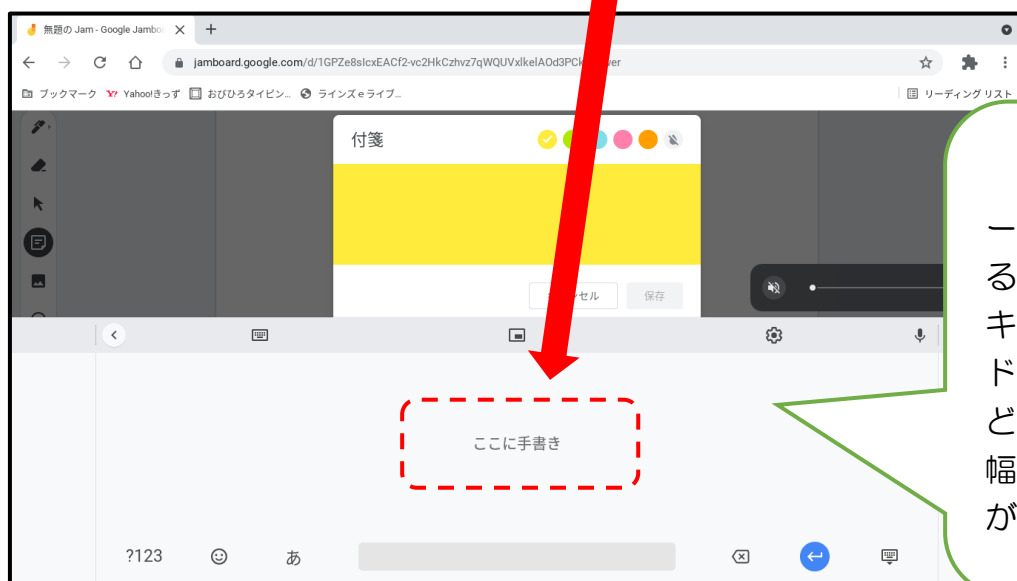 無題の Jam - Google Jambo
jamboard.google.com/d/1GPZe8sIcxEACf2-vc2HkCzhvz7qWQUVxlkelAOd3PCk
ブックマーク Yahoo!きっず おびひろタイピン... ラインズｅライブ... リーディング リスト
付箋
セル 保存
ここに手書き
?123 あ
ー
る
キ
ド
ど
幅
が